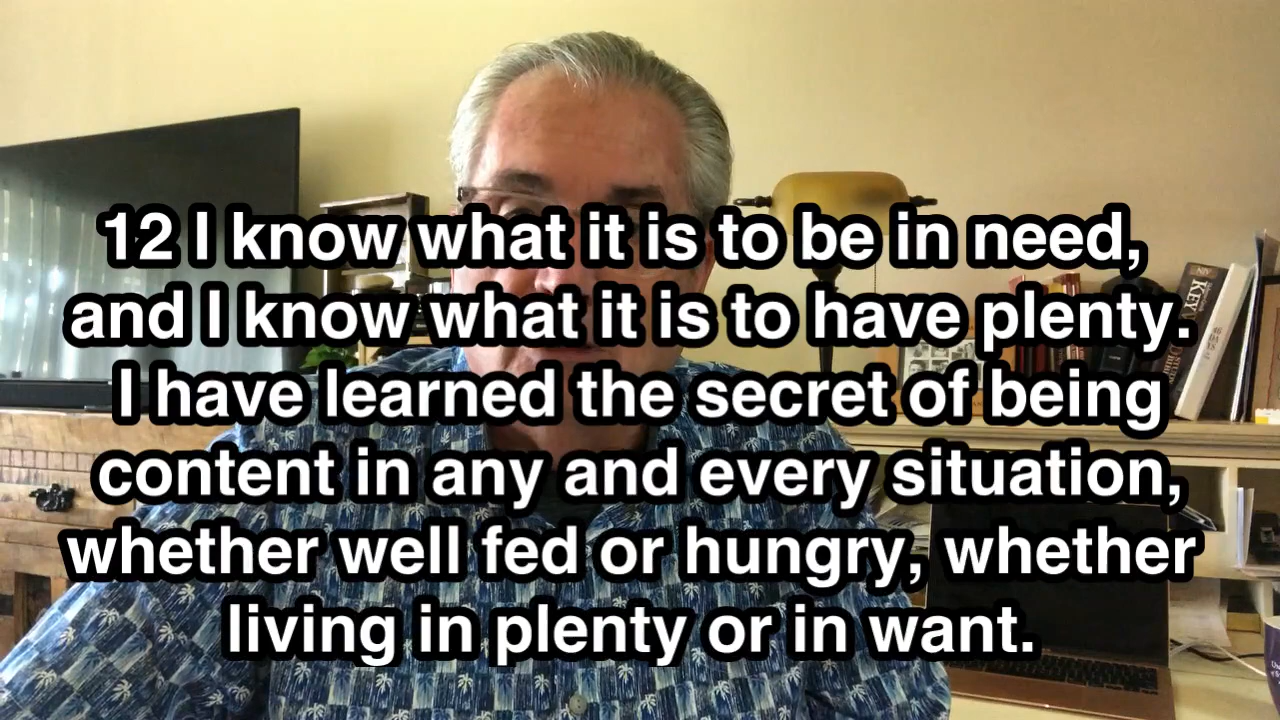 12 I know what it is to be in need,
and I know what it is to have plenty.
I have learned the secret of being
content in any and every situation,
whether well fed or hungry, whether
living in plenty or in want.
NIV
KEY